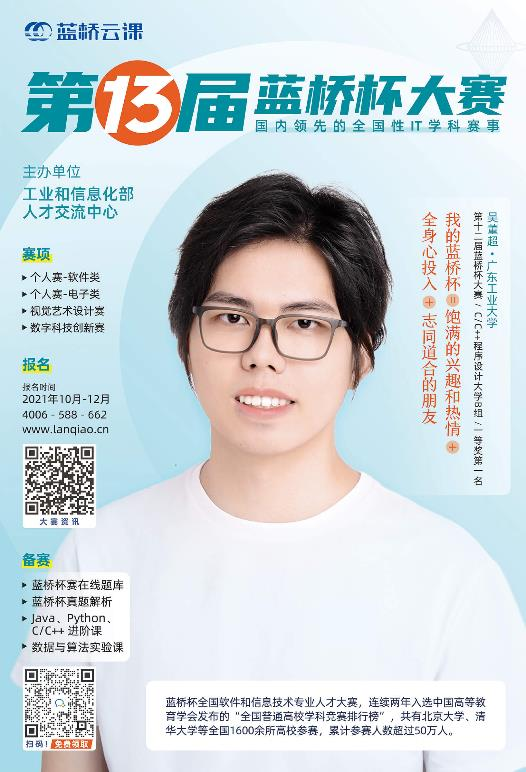 蓝桥云课
第13届蓝桥杯大赛
国内领先的全国性IT学科赛事
主办单位
工业和信息化部
人才交流中心
赛项
个人赛-软件类
个人赛-电子类
视觉艺术设计赛
数字科技创新赛
报名
报名时间
2021年10月-12月
4006-588-662
www.lanqiao.cn
大赛资讯
备赛
蓝桥杯赛在线题库
蓝桥杯真题解析
Java、Python、
C/C++ 进阶课
数据与算法实验课
扫码!免费领取
吴董超·广东工业大学
第十二届蓝桥杯大赛 / C/C++程序设计大学B组 / 一等奖第一名
我的蓝桥杯=饱满的兴趣和热情+
全身心投入+志同道合的朋友
蓝桥杯全国软件和信息技术专业人才大赛，连续两年入选中国高等教
育学会发布的“全国普通高校学科竞赛排行榜”，共有北京大学、清
华大学等全国1600余所高校参赛，累计参赛人数超过50万人。